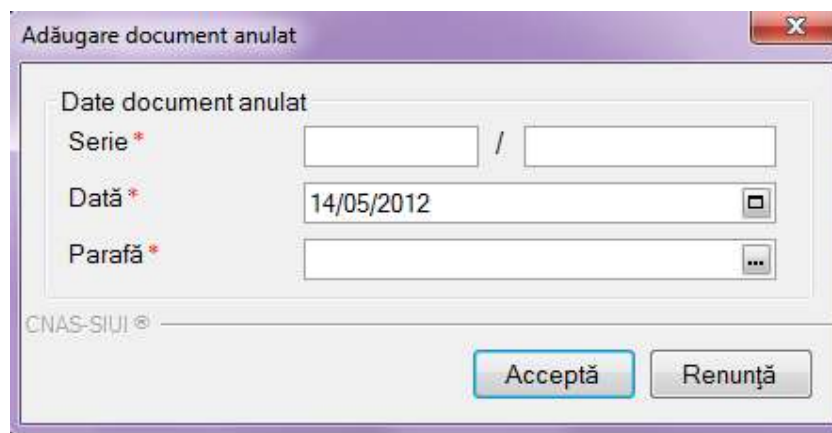 Adăugare document anulat
Date document anulat
Serie * /
Dată * 14/05/2012
Parafă * ...
CNAS-SIUI ®
Acceptă Renunţă